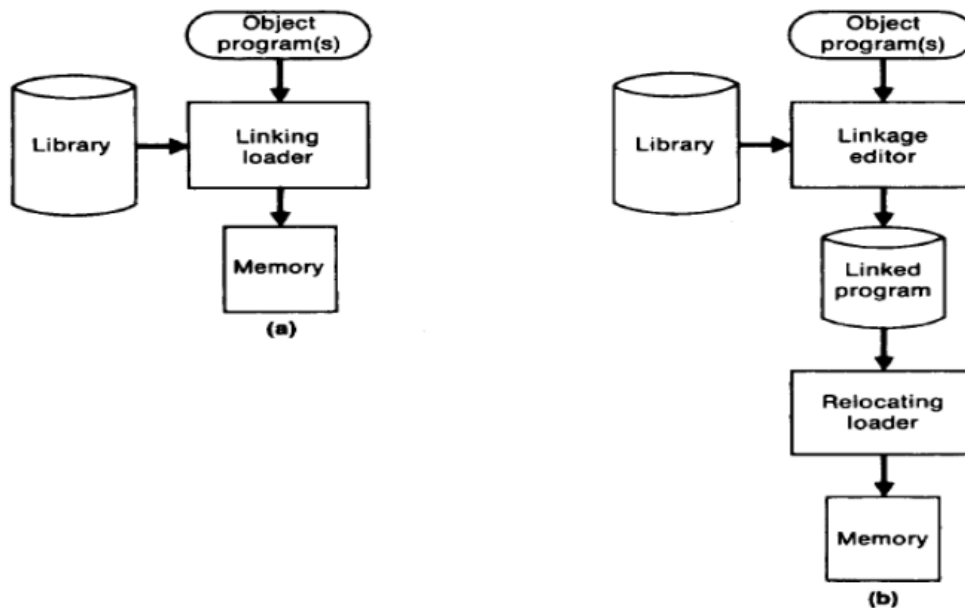 Object
program(s)
Library
Linking
loader
Memory
(a)
Object
program(s)
Library
Linkage
editor
Linked
program
Relocating
loader
Memory
(b)